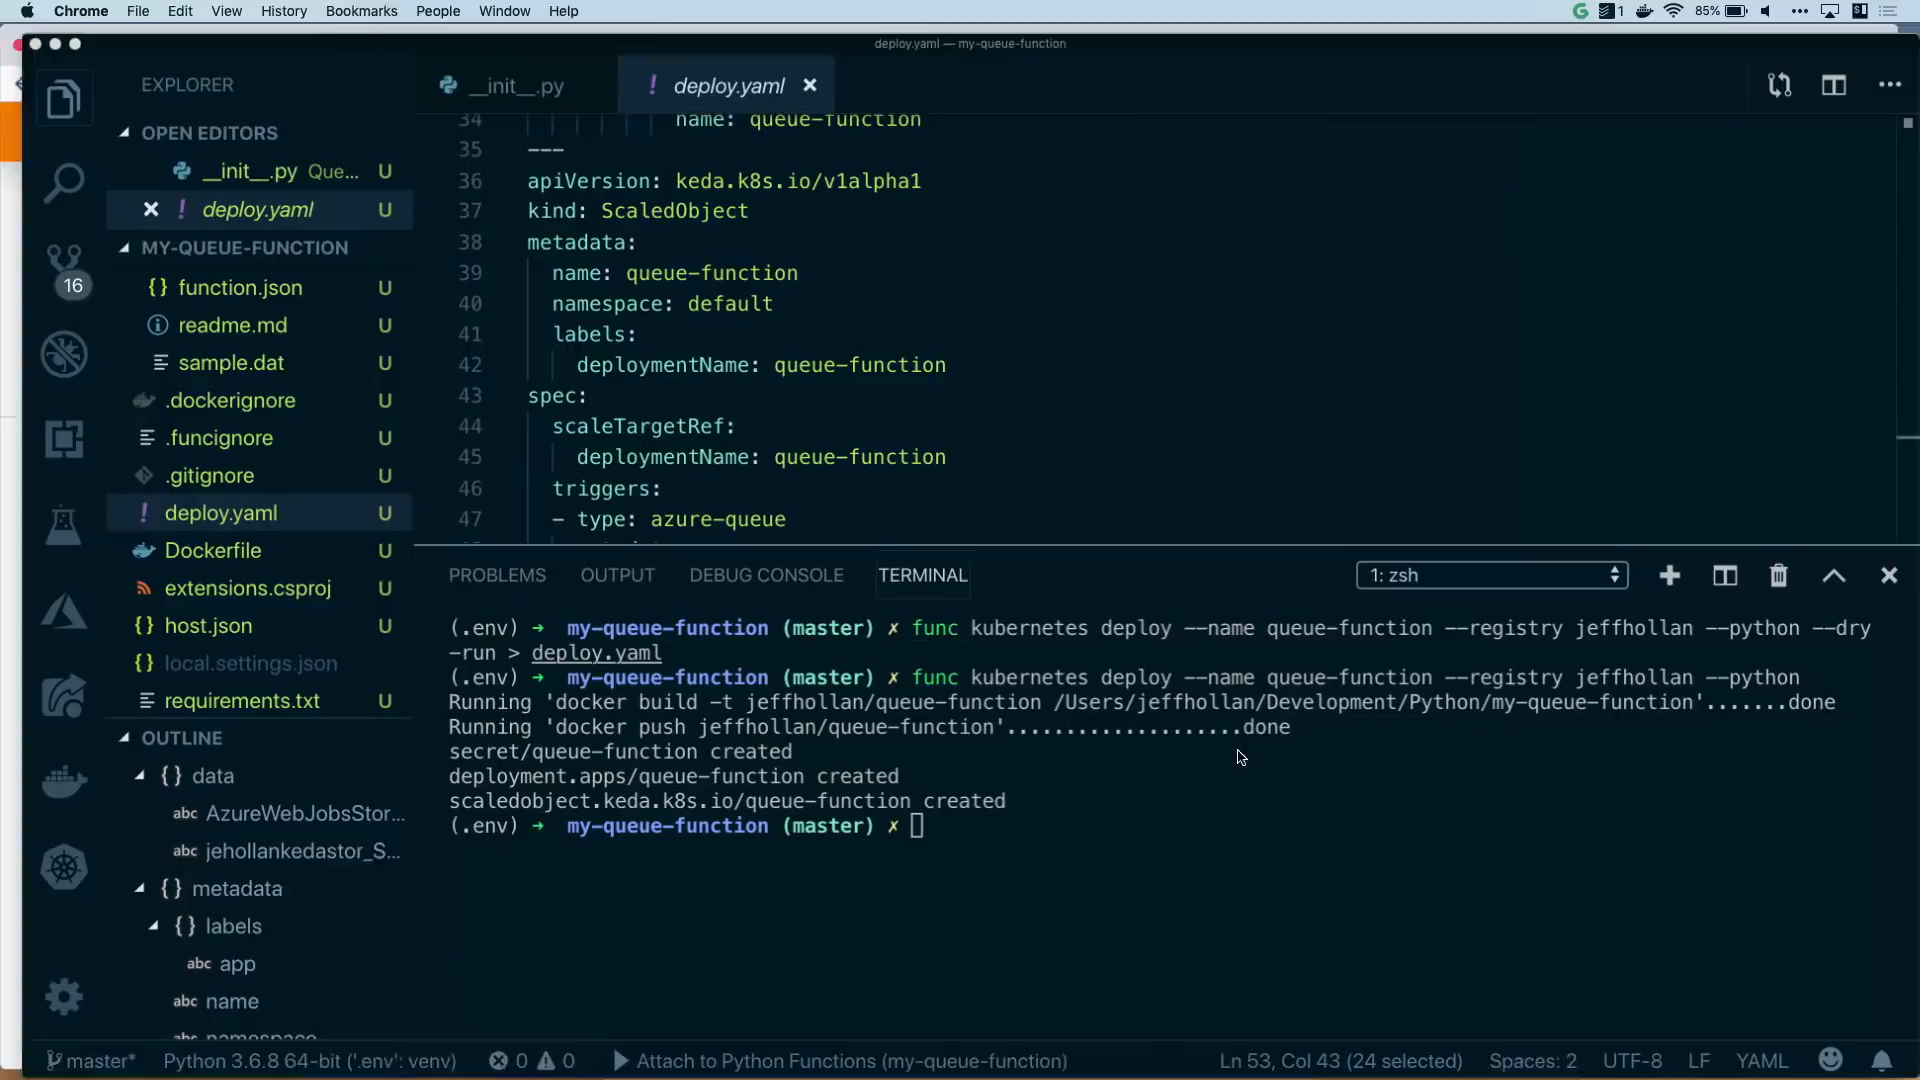 Chrome File Edit View History Bookmarks People Window Help
1 85%
deploy.yaml — my-queue-function
EXPLORER
OPEN EDITORS
__init__.py Que... U
deploy.yaml U
MY-QUEUE-FUNCTION
16
{} function.json U
readme.md U
sample.dat U
.dockerignore U
.funcignore U
.gitignore U
! deploy.yaml U
Dockerfile U
extensions.csproj U
{} host.json U
{} local.settings.json
requirements.txt U
OUTLINE
{} data
abc AzureWebJobsStor...
abc jehollankedastor_S...
{} metadata
{} labels
abc app
abc name
abc namespace
__init__.py
! deploy.yaml
34 name: queue-function
35 ---
36 apiVersion: keda.k8s.io/v1alpha1
37 kind: ScaledObject
38 metadata:
39 name: queue-function
40 namespace: default
41 labels:
42 deploymentName: queue-function
43 spec:
44 scaleTargetRef:
45 deploymentName: queue-function
46 triggers:
47 - type: azure-queue
PROBLEMS OUTPUT DEBUG CONSOLE TERMINAL
1: zsh
(.env) → my-queue-function (master) ✗ func kubernetes deploy --name queue-function --registry jeffhollan --python --dry
-run > deploy.yaml
(.env) → my-queue-function (master) ✗ func kubernetes deploy --name queue-function --registry jeffhollan --python
Running 'docker build -t jeffhollan/queue-function /Users/jeffhollan/Development/Python/my-queue-function'.......done
Running 'docker push jeffhollan/queue-function'....................done
secret/queue-function created
deployment.apps/queue-function created
scaledobject.keda.k8s.io/queue-function created
(.env) → my-queue-function (master) ✗
master* Python 3.6.8 64-bit ('.env': venv) 0 0 Attach to Python Functions (my-queue-function) Ln 53, Col 43 (24 selected) Spaces: 2 UTF-8 LF YAML